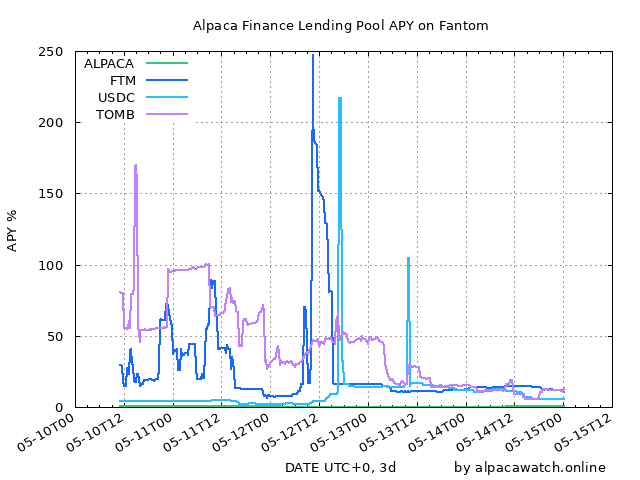 Alpaca Finance Lending Pool APY on Fantom
250
200
150
100
50
0
APY %
ALPACA
FTM
USDC
TOMB
05-10T00
05-10T12
05-11T00
05-11T12
05-12T00
05-12T12
05-13T00
05-13T12
05-14T00
05-14T12
05-15T00
05-15T12
DATE UTC+0, 3d
by alpacawatch.online